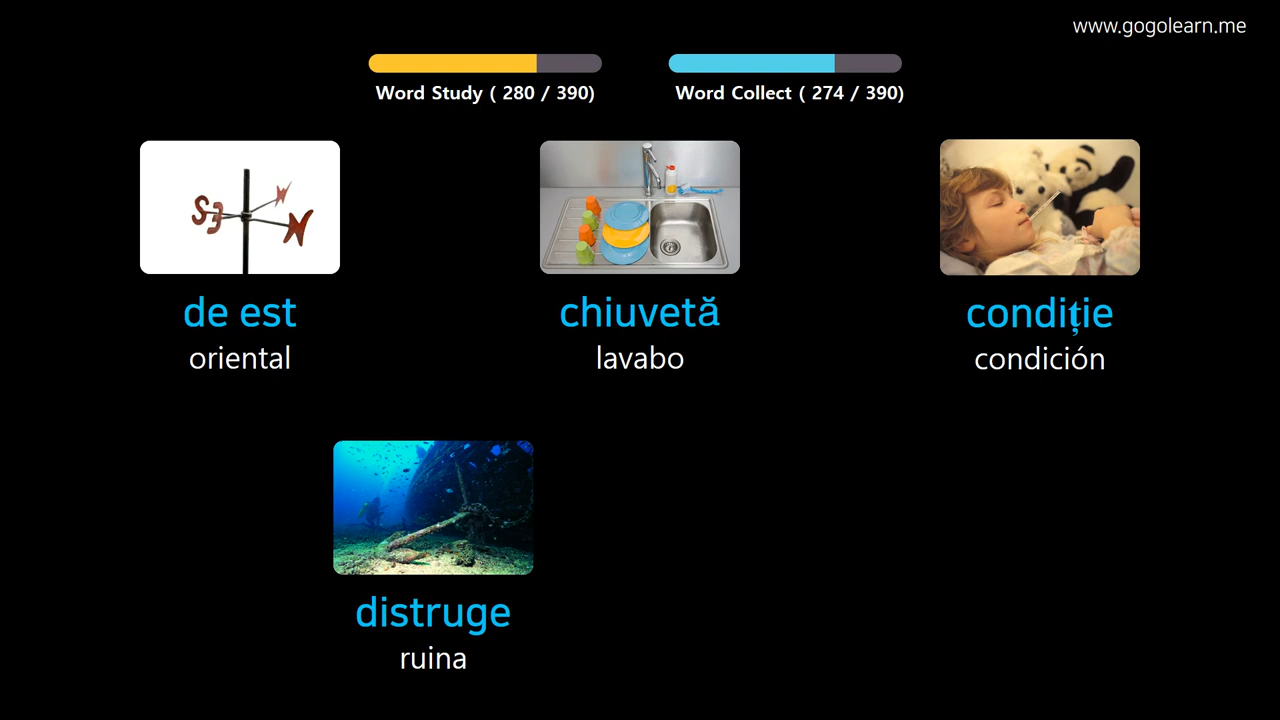 www.gogolearn.me
Word Study ( 280 / 390)
Word Collect ( 274 / 390)
de est
oriental
chiuvetă
lavabo
condiție
condición
distruge
ruina